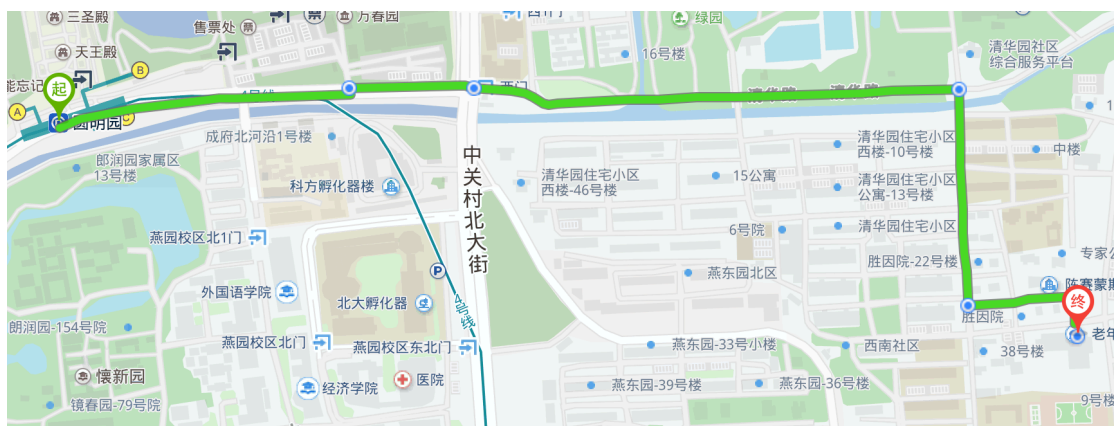 三圣殿
售票处
万春园
西1门
绿园
天王殿
16号楼
清华园社区
综合服务平台
能忘记
起
B
A
C
圆明园
4号线
西门
清华路
清华路
成府北河沿1号楼
郎润园家属区
13号楼
中关村北大街
清华园住宅小区
西楼-10号楼
中楼
科方孵化器楼
清华园住宅小区
西楼-46号楼
15公寓
清华园住宅小区
公寓-13号楼
燕园校区北1门
6号院
清华园住宅小区
P
燕东园北区
胜因院-22号楼
专家公
外国语学院
北大孵化器
4号线
陈赛蒙斯
终
胜因院
朗润园-154号院
燕园校区北门
燕园校区东北门
燕东园-33号小楼
西南社区
38号楼
老年
懷新园
经济学院
医院
燕东园-39号楼
燕东园-36号楼
镜春园-79号院
9号楼